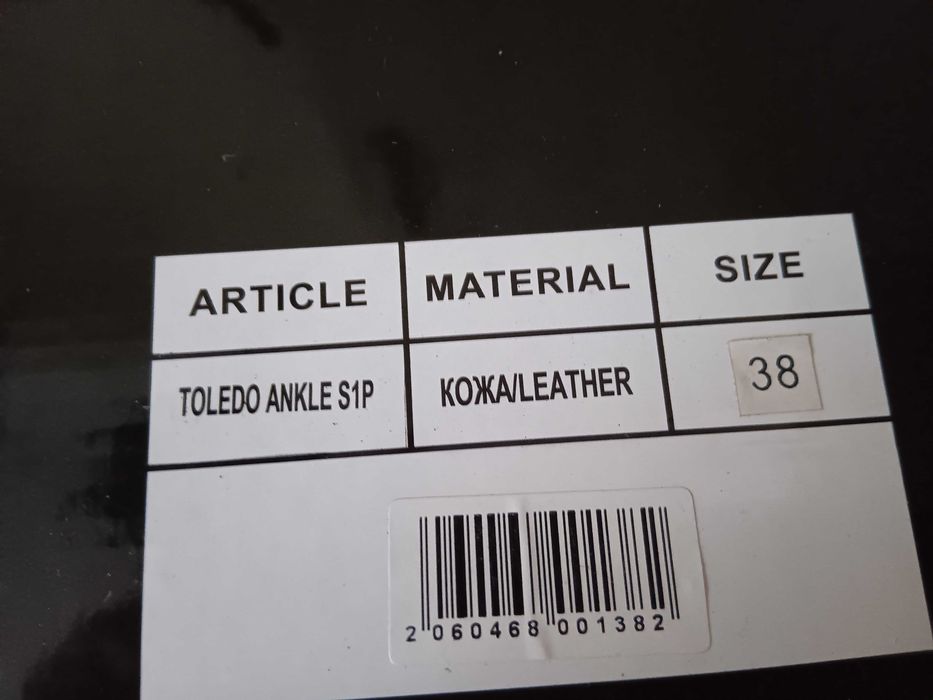 ARTICLE MATERIAL SIZE
TOLEDO ANKLE S1P КОЖА/LEATHER 38
2 060468 001382